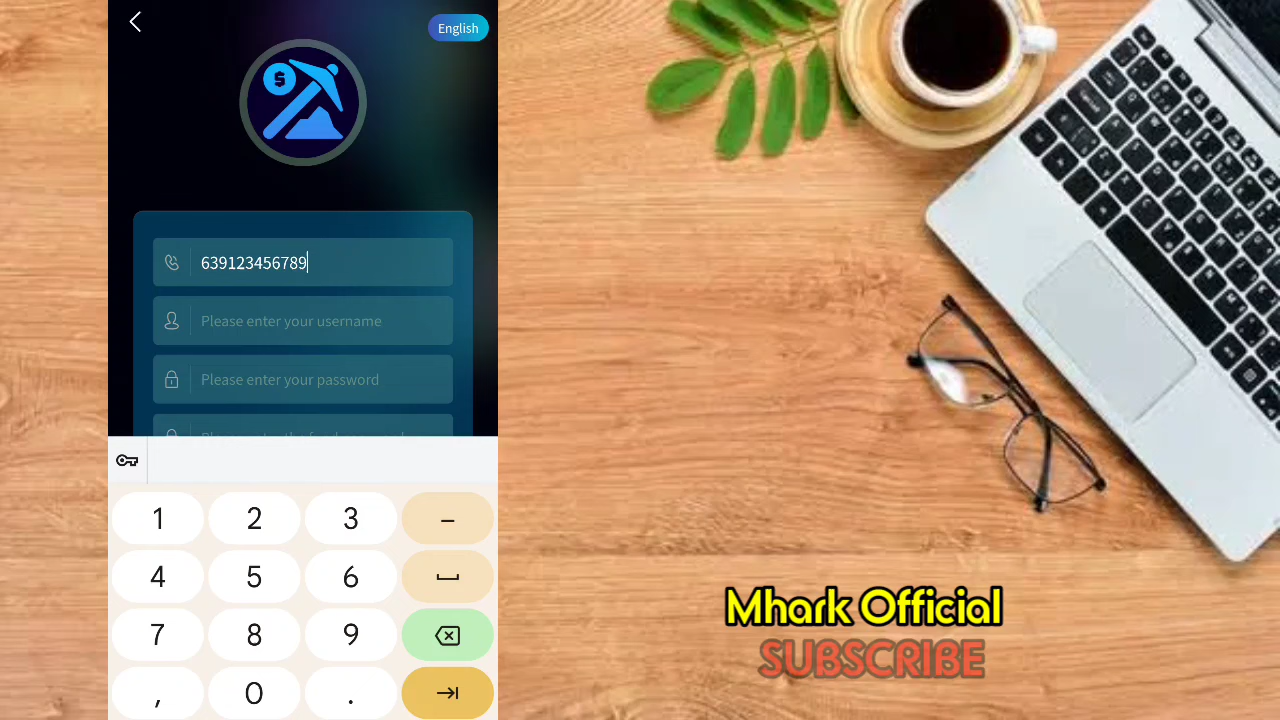 English
$
639123456789
Please enter your username
Please enter your password
1 2 3 –
4 5 6
7 8 9
, 0 .
Mhark Official
SUBSCRIBE